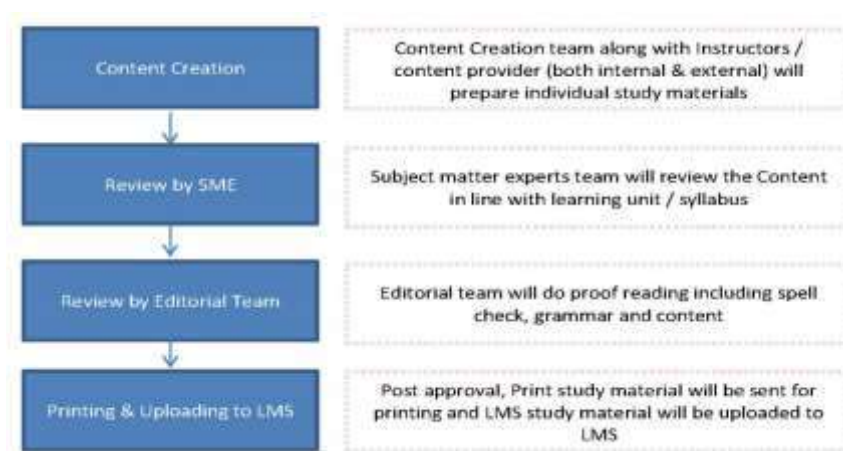 Content Creation
Content Creation team along with Instructors /
content provider (both internal & external) will
prepare individual study materials
Review by SME
Subject matter experts team will review the Content
in line with learning unit / syllabus
Review by Editorial Team
Editorial team will do proof reading including spell
check, grammar and content
Printing & Uploading to LMS
Post approval, Print study material will be sent for
printing and LMS study material will be uploaded to
LMS